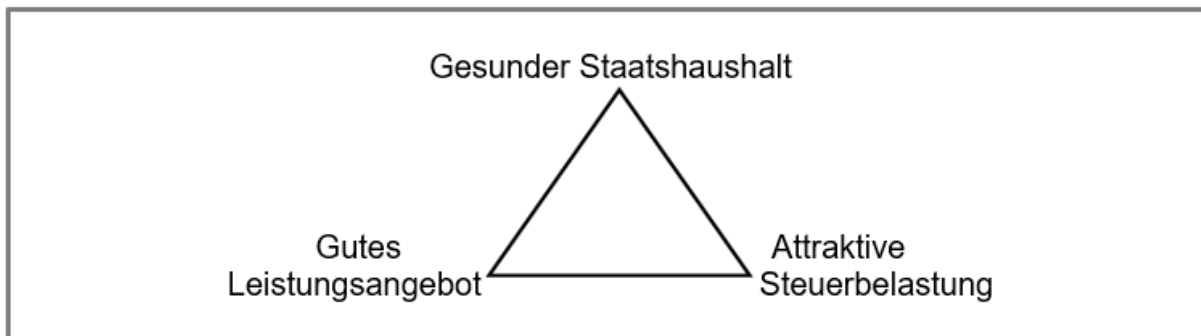 Gesunder Staatshaushalt
Gutes
Leistungsangebot
Attraktive
Steuerbelastung